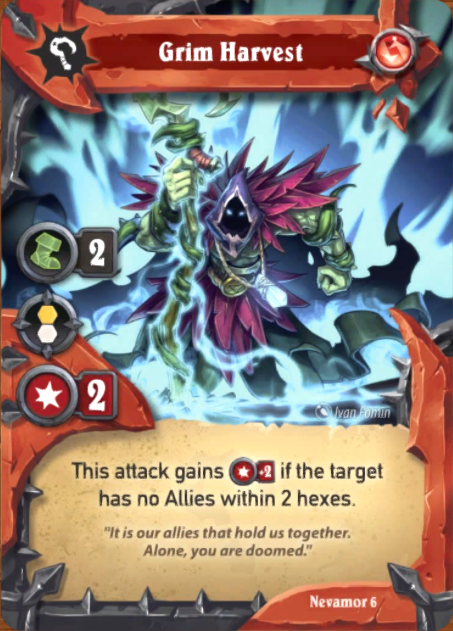 Grim Harvest
2
2
Ivan Fomin
This attack gains +2 if the target
has no Allies within 2 hexes.
"It is our allies that hold us together.
Alone, you are doomed."
Nevamor 6